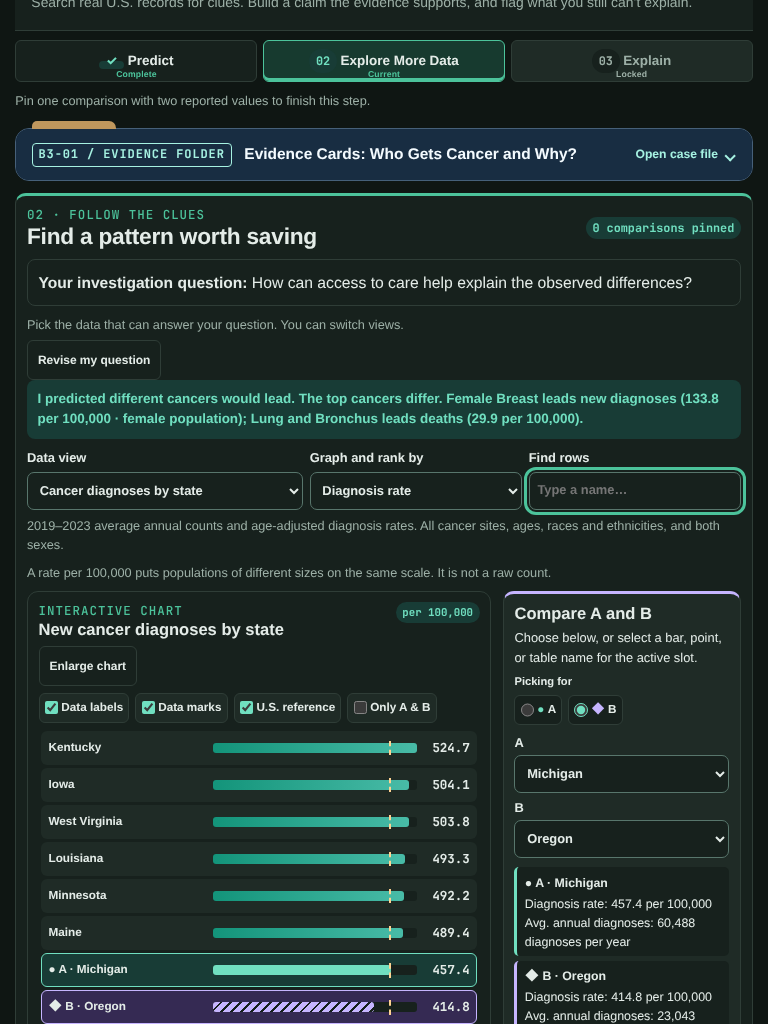 Search real U.S. records for clues. Build a claim the evidence supports, and flag what you still can't explain.
Predict
Complete
02 Explore More Data
Current
03 Explain
Locked
Pin one comparison with two reported values to finish this step.
B3-01 / EVIDENCE FOLDER Evidence Cards: Who Gets Cancer and Why? Open case file
02 · FOLLOW THE CLUES
Find a pattern worth saving
0 comparisons pinned
Your investigation question: How can access to care help explain the observed differences?
Pick the data that can answer your question. You can switch views.
Revise my question
I predicted different cancers would lead. The top cancers differ. Female Breast leads new diagnoses (133.8
per 100,000 · female population); Lung and Bronchus leads deaths (29.9 per 100,000).
Data view Graph and rank by Find rows
Cancer diagnoses by state Diagnosis rate Type a name…
2019–2023 average annual counts and age-adjusted diagnosis rates. All cancer sites, ages, races and ethnicities, and both
sexes.
A rate per 100,000 puts populations of different sizes on the same scale. It is not a raw count.
INTERACTIVE CHART
New cancer diagnoses by state
per 100,000
Enlarge chart
Data labels Data marks U.S. reference Only A & B
Kentucky 524.7
Iowa 504.1
West Virginia 503.8
Louisiana 493.3
Minnesota 492.2
Maine 489.4
● A · Michigan 457.4
◆ B · Oregon 414.8
Compare A and B
Choose below, or select a bar, point,
or table name for the active slot.
Picking for
● A ◆ B
A
Michigan
B
Oregon
● A · Michigan
Diagnosis rate: 457.4 per 100,000
Avg. annual diagnoses: 60,488
diagnoses per year
◆ B · Oregon
Diagnosis rate: 414.8 per 100,000
Avg. annual diagnoses: 23,043